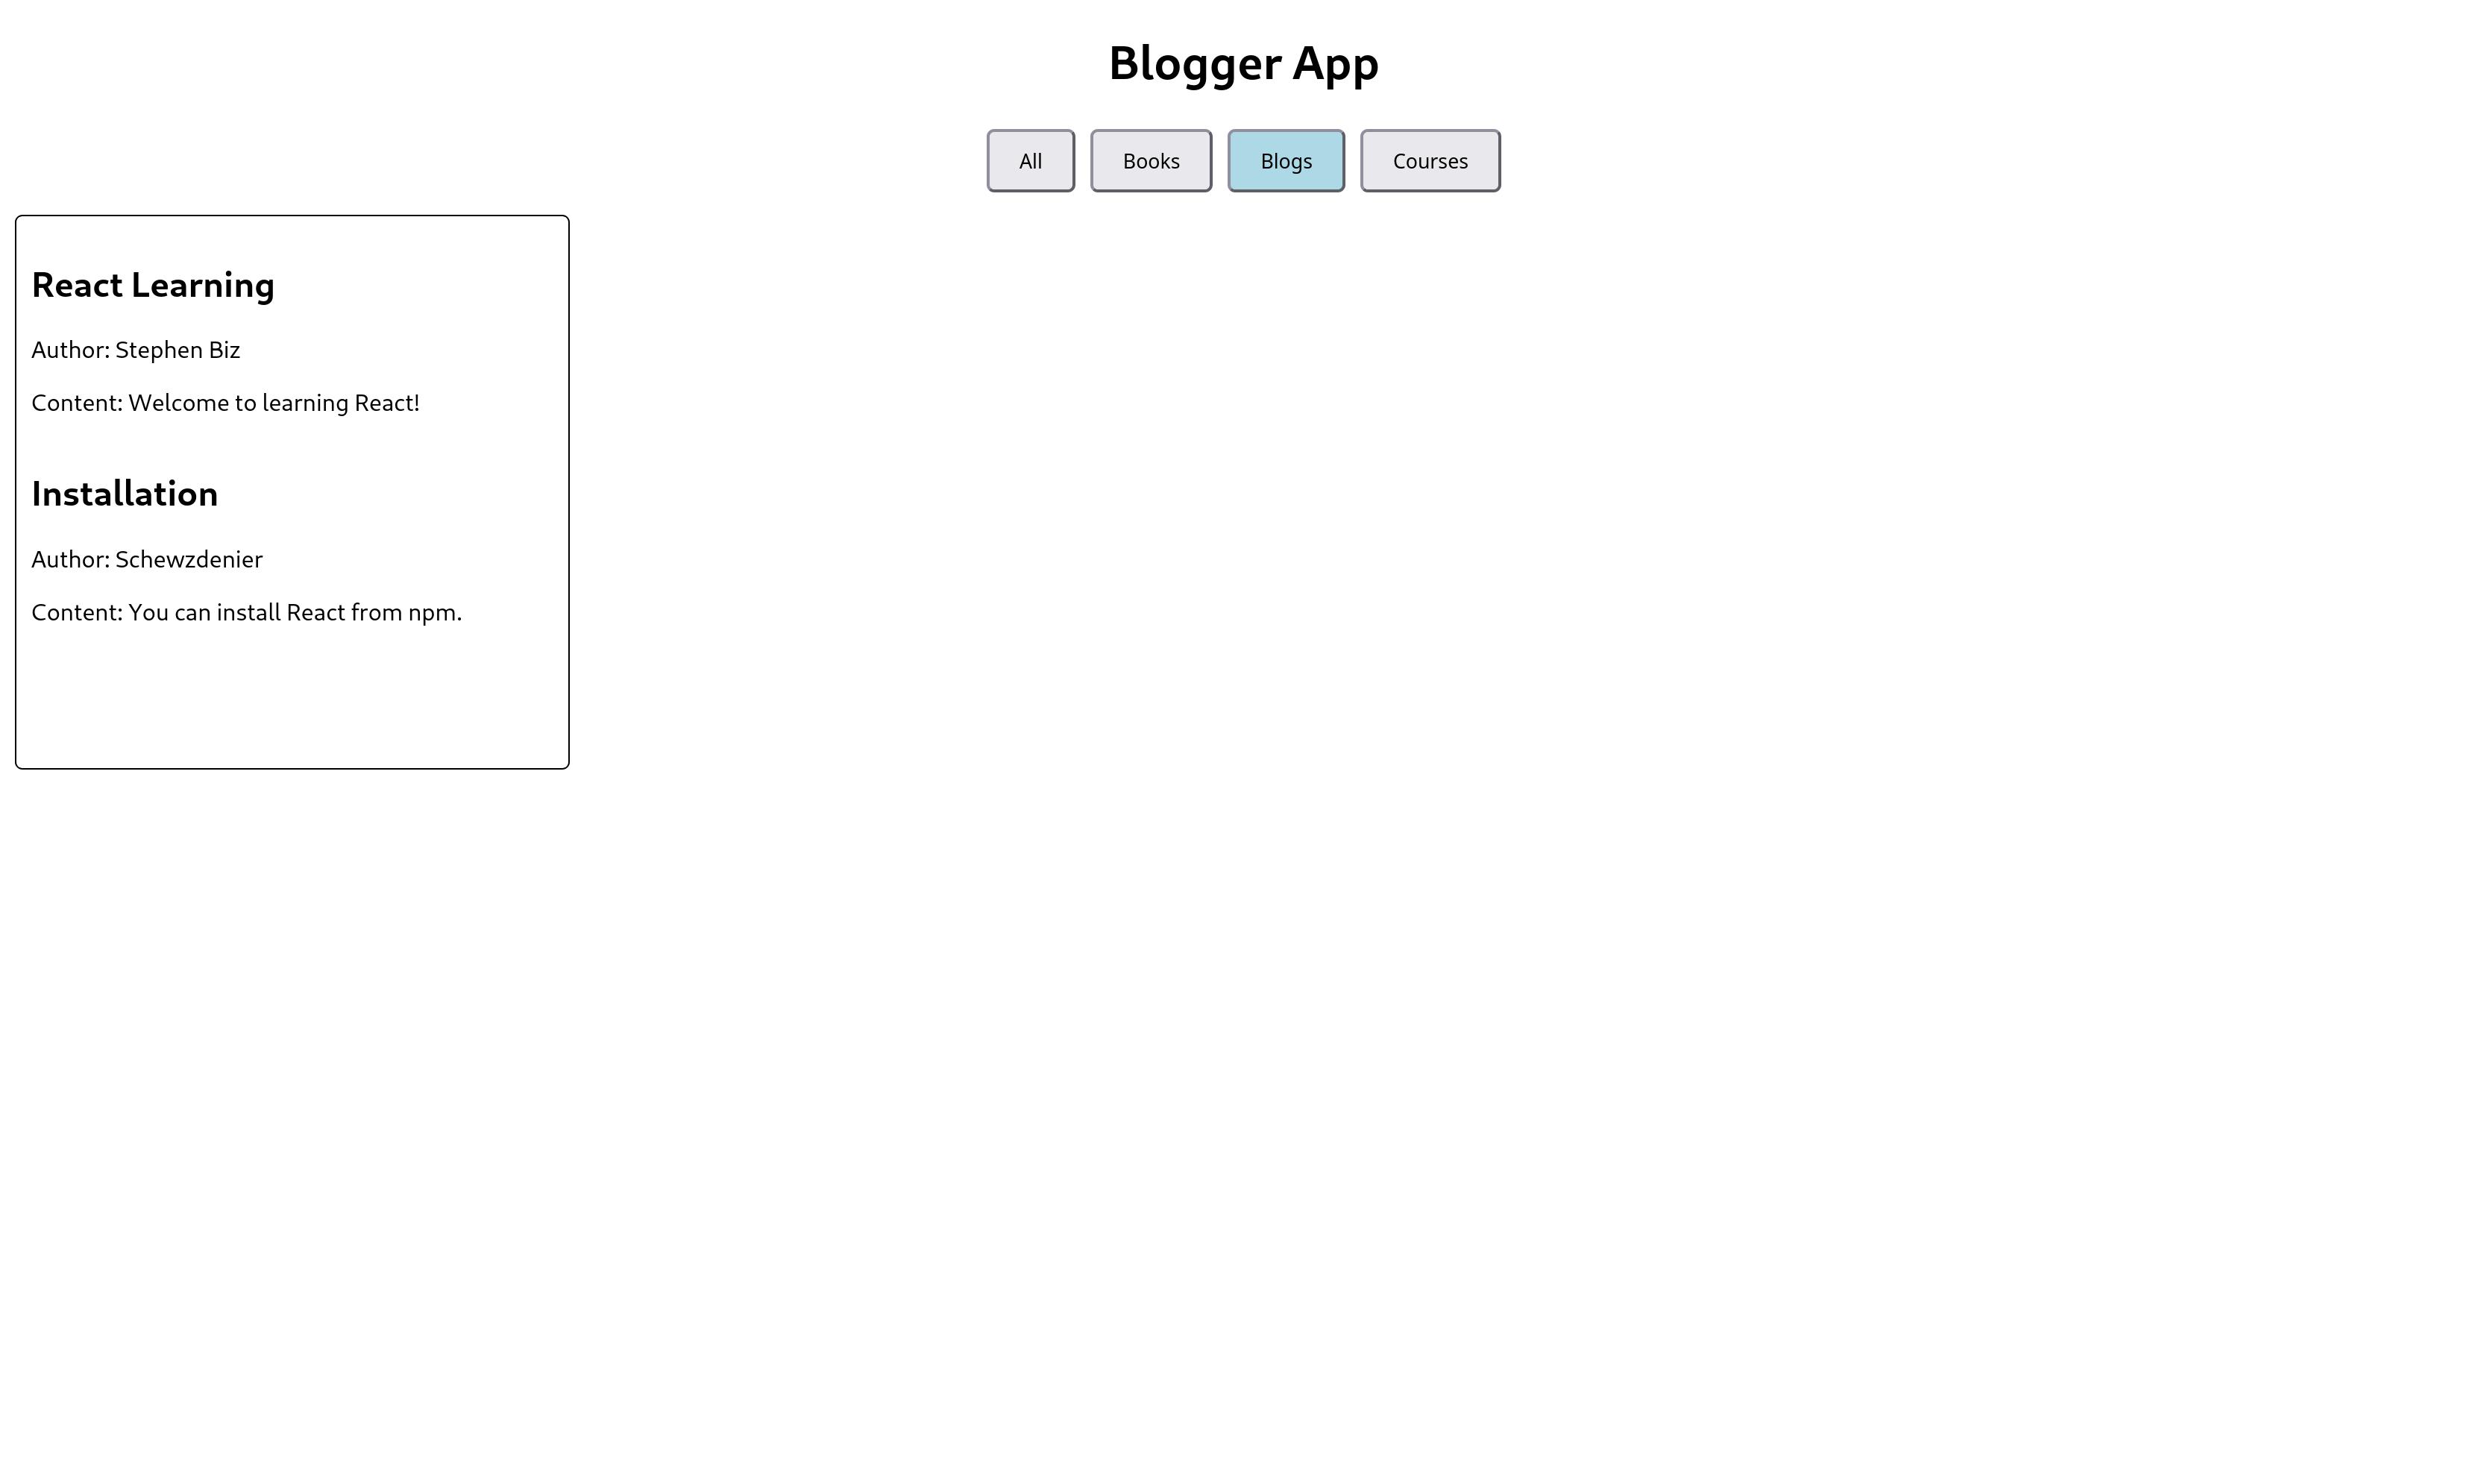 Blogger App
All Books Blogs Courses
React Learning
Author: Stephen Biz
Content: Welcome to learning React!
Installation
Author: Schewzdenier
Content: You can install React from npm.